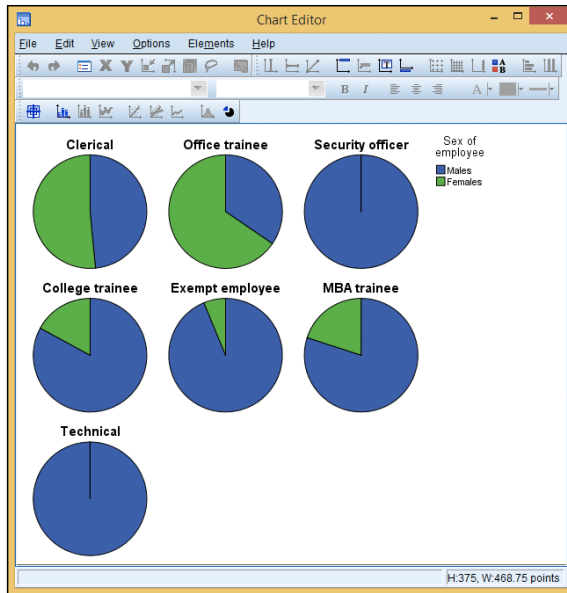 Chart Editor
File Edit View Options Elements Help
X Y
B I A
Clerical Office trainee Security officer
Sex of
employee
Males
Females
College trainee Exempt employee MBA trainee
Technical
H:375, W:468.75 points